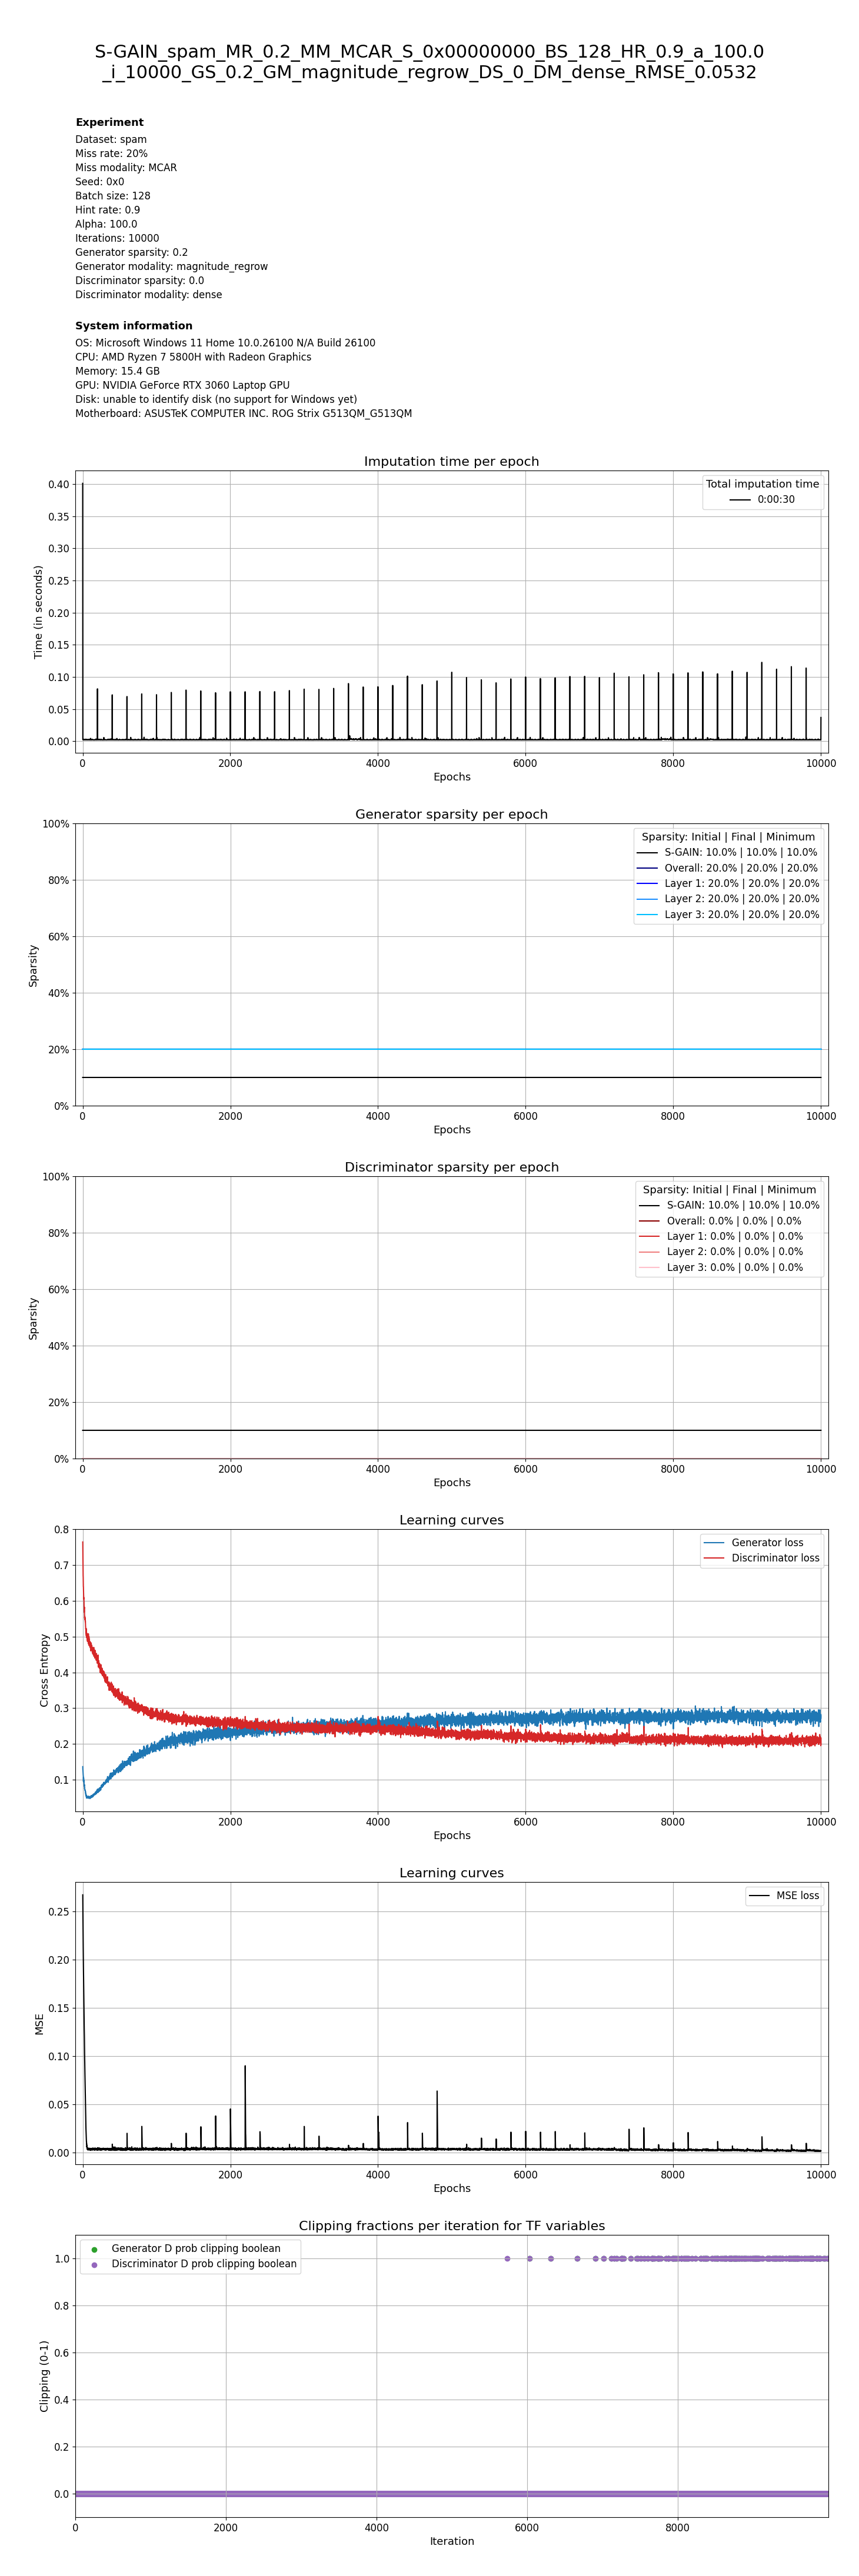 S-GAIN_spam_MR_0.2_MM_MCAR_S_0x00000000_BS_128_HR_0.9_a_100.0
_i_10000_GS_0.2_GM_magnitude_regrow_DS_0_DM_dense_RMSE_0.0532
Experiment
Dataset: spam
Miss rate: 20%
Miss modality: MCAR
Seed: 0x0
Batch size: 128
Hint rate: 0.9
Alpha: 100.0
Iterations: 10000
Generator sparsity: 0.2
Generator modality: magnitude_regrow
Discriminator sparsity: 0.0
Discriminator modality: dense
System information
OS: Microsoft Windows 11 Home 10.0.26100 N/A Build 26100
CPU: AMD Ryzen 7 5800H with Radeon Graphics
Memory: 15.4 GB
GPU: NVIDIA GeForce RTX 3060 Laptop GPU
Disk: unable to identify disk (no support for Windows yet)
Motherboard: ASUSTeK COMPUTER INC. ROG Strix G513QM_G513QM
Imputation time per epoch
Total imputation time
0:00:30
0.40
0.35
0.30
0.25
0.20
0.15
0.10
0.05
0.00
Time (in seconds)
0 2000 4000 6000 8000 10000
Epochs
Generator sparsity per epoch
Sparsity: Initial | Final | Minimum
S-GAIN: 10.0% | 10.0% | 10.0%
Overall: 20.0% | 20.0% | 20.0%
Layer 1: 20.0% | 20.0% | 20.0%
Layer 2: 20.0% | 20.0% | 20.0%
Layer 3: 20.0% | 20.0% | 20.0%
100%
80%
60%
40%
20%
0%
Sparsity
0 2000 4000 6000 8000 10000
Epochs
Discriminator sparsity per epoch
Sparsity: Initial | Final | Minimum
S-GAIN: 10.0% | 10.0% | 10.0%
Overall: 0.0% | 0.0% | 0.0%
Layer 1: 0.0% | 0.0% | 0.0%
Layer 2: 0.0% | 0.0% | 0.0%
Layer 3: 0.0% | 0.0% | 0.0%
100%
80%
60%
40%
20%
0%
Sparsity
0 2000 4000 6000 8000 10000
Epochs
Learning curves
Generator loss
Discriminator loss
0.8
0.7
0.6
0.5
0.4
0.3
0.2
0.1
Cross Entropy
0 2000 4000 6000 8000 10000
Epochs
Learning curves
MSE loss
0.25
0.20
0.15
0.10
0.05
0.00
MSE
0 2000 4000 6000 8000 10000
Epochs
Clipping fractions per iteration for TF variables
Generator D prob clipping boolean
Discriminator D prob clipping boolean
1.0
0.8
0.6
0.4
0.2
0.0
Clipping (0-1)
0 2000 4000 6000 8000
Iteration